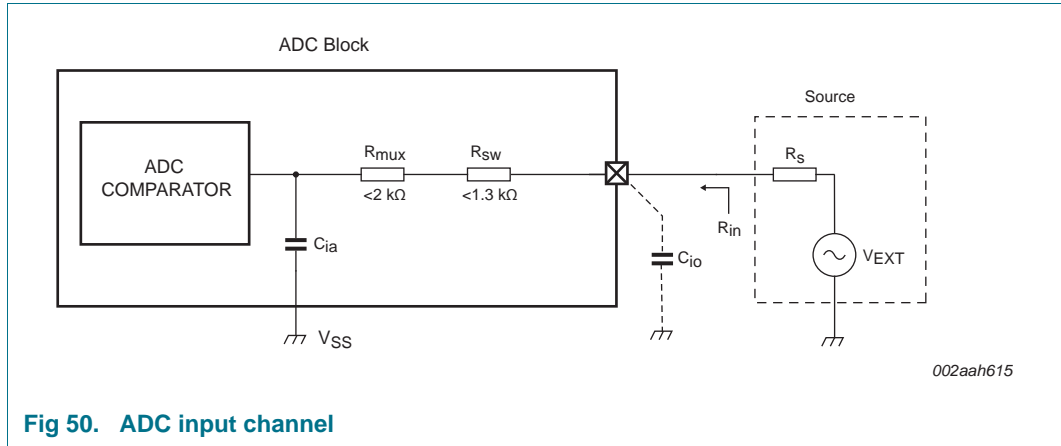 ADC Block
Source
ADC
COMPARATOR
Rmux
<2 kΩ
Rsw
<1.3 kΩ
Rs
Rin
Cia
Cio
VEXT
VSS
002aah615
Fig 50. ADC input channel